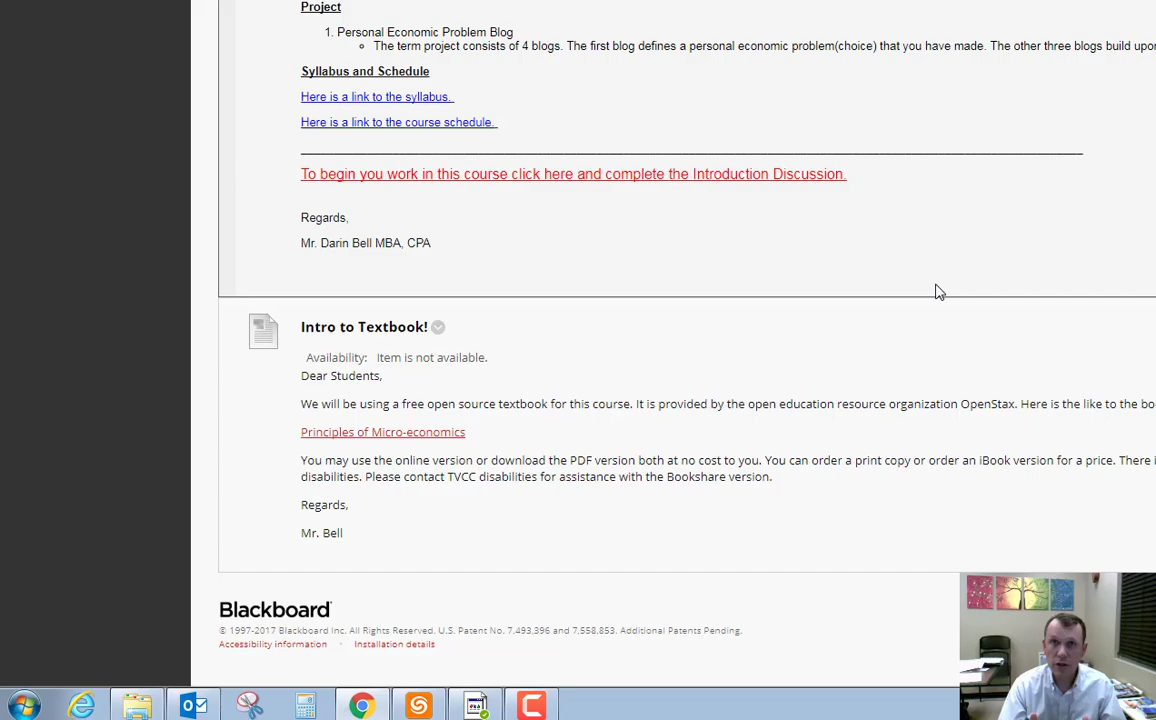 Project
1. Personal Economic Problem Blog
The term project consists of 4 blogs. The first blog defines a personal economic problem(choice) that you have made. The other three blogs build upon
Syllabus and Schedule
Here is a link to the syllabus.
Here is a link to the course schedule.
To begin you work in this course click here and complete the Introduction Discussion.
Regards,
Mr. Darin Bell MBA, CPA
Intro to Textbook!
Availability: Item is not available.
Dear Students,
We will be using a free open source textbook for this course. It is provided by the open education resource organization OpenStax. Here is the like to the bo
Principles of Micro-economics
You may use the online version or download the PDF version both at no cost to you. You can order a print copy or order an iBook version for a price. There i
disabilities. Please contact TVCC disabilities for assistance with the Bookshare version.
Regards,
Mr. Bell
Blackboard
© 1997-2017 Blackboard Inc. All Rights Reserved. U.S. Patent No. 7,493,396 and 7,558,853. Additional Patents Pending.
Accessibility information · Installation details